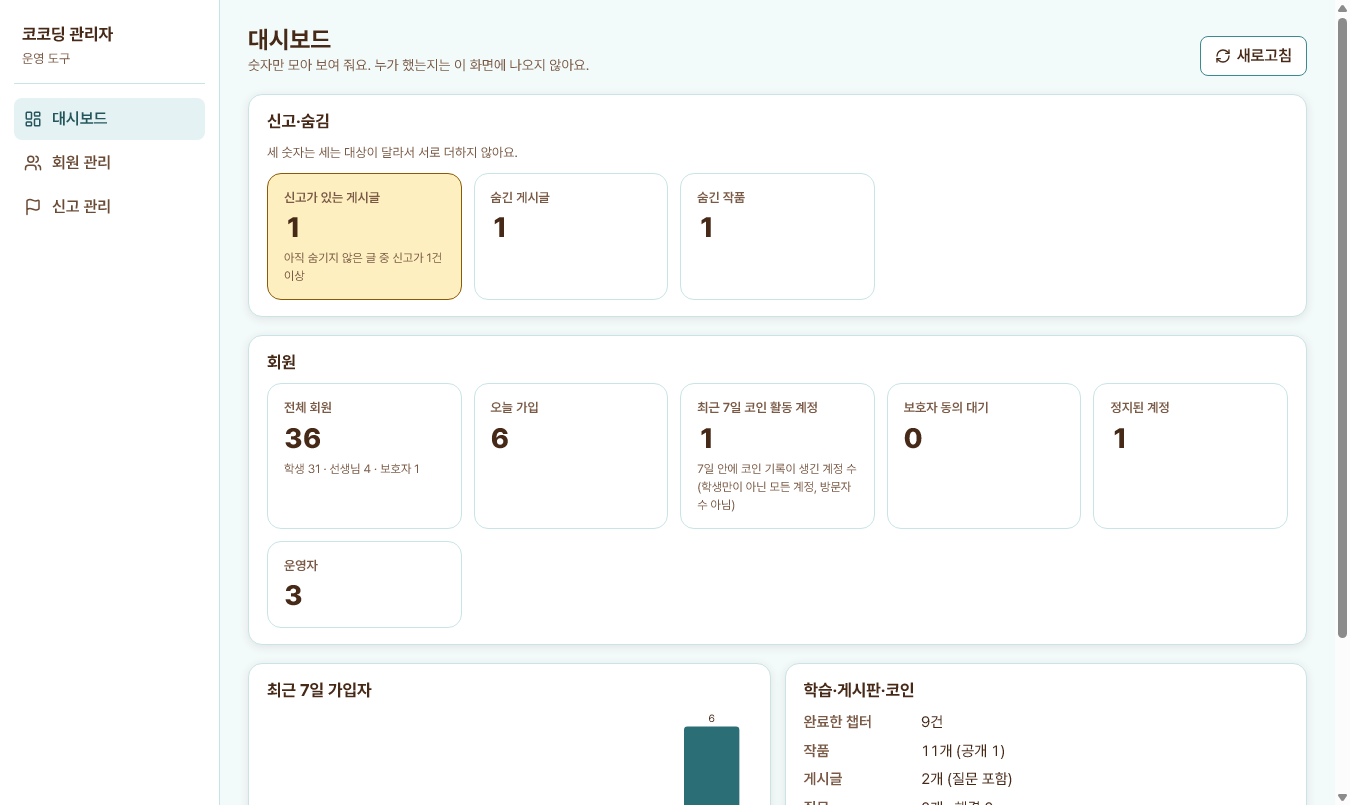 코코딩 관리자
운영 도구
대시보드
회원 관리
신고 관리
대시보드
숫자만 모아 보여 줘요. 누가 했는지는 이 화면에 나오지 않아요.
새로고침
신고·숨김
세 숫자는 세는 대상이 달라서 서로 더하지 않아요.
신고가 있는 게시글
1
아직 숨기지 않은 글 중 신고가 1건
이상
숨긴 게시글
1
숨긴 작품
1
회원
전체 회원
36
학생 31 · 선생님 4 · 보호자 1
오늘 가입
6
최근 7일 코인 활동 계정
1
7일 안에 코인 기록이 생긴 계정 수
(학생만이 아닌 모든 계정, 방문자
수 아님)
보호자 동의 대기
0
정지된 계정
1
운영자
3
최근 7일 가입자
6
학습·게시판·코인
완료한 챕터 9건
작품 11개 (공개 1)
게시글 2개 (질문 포함)